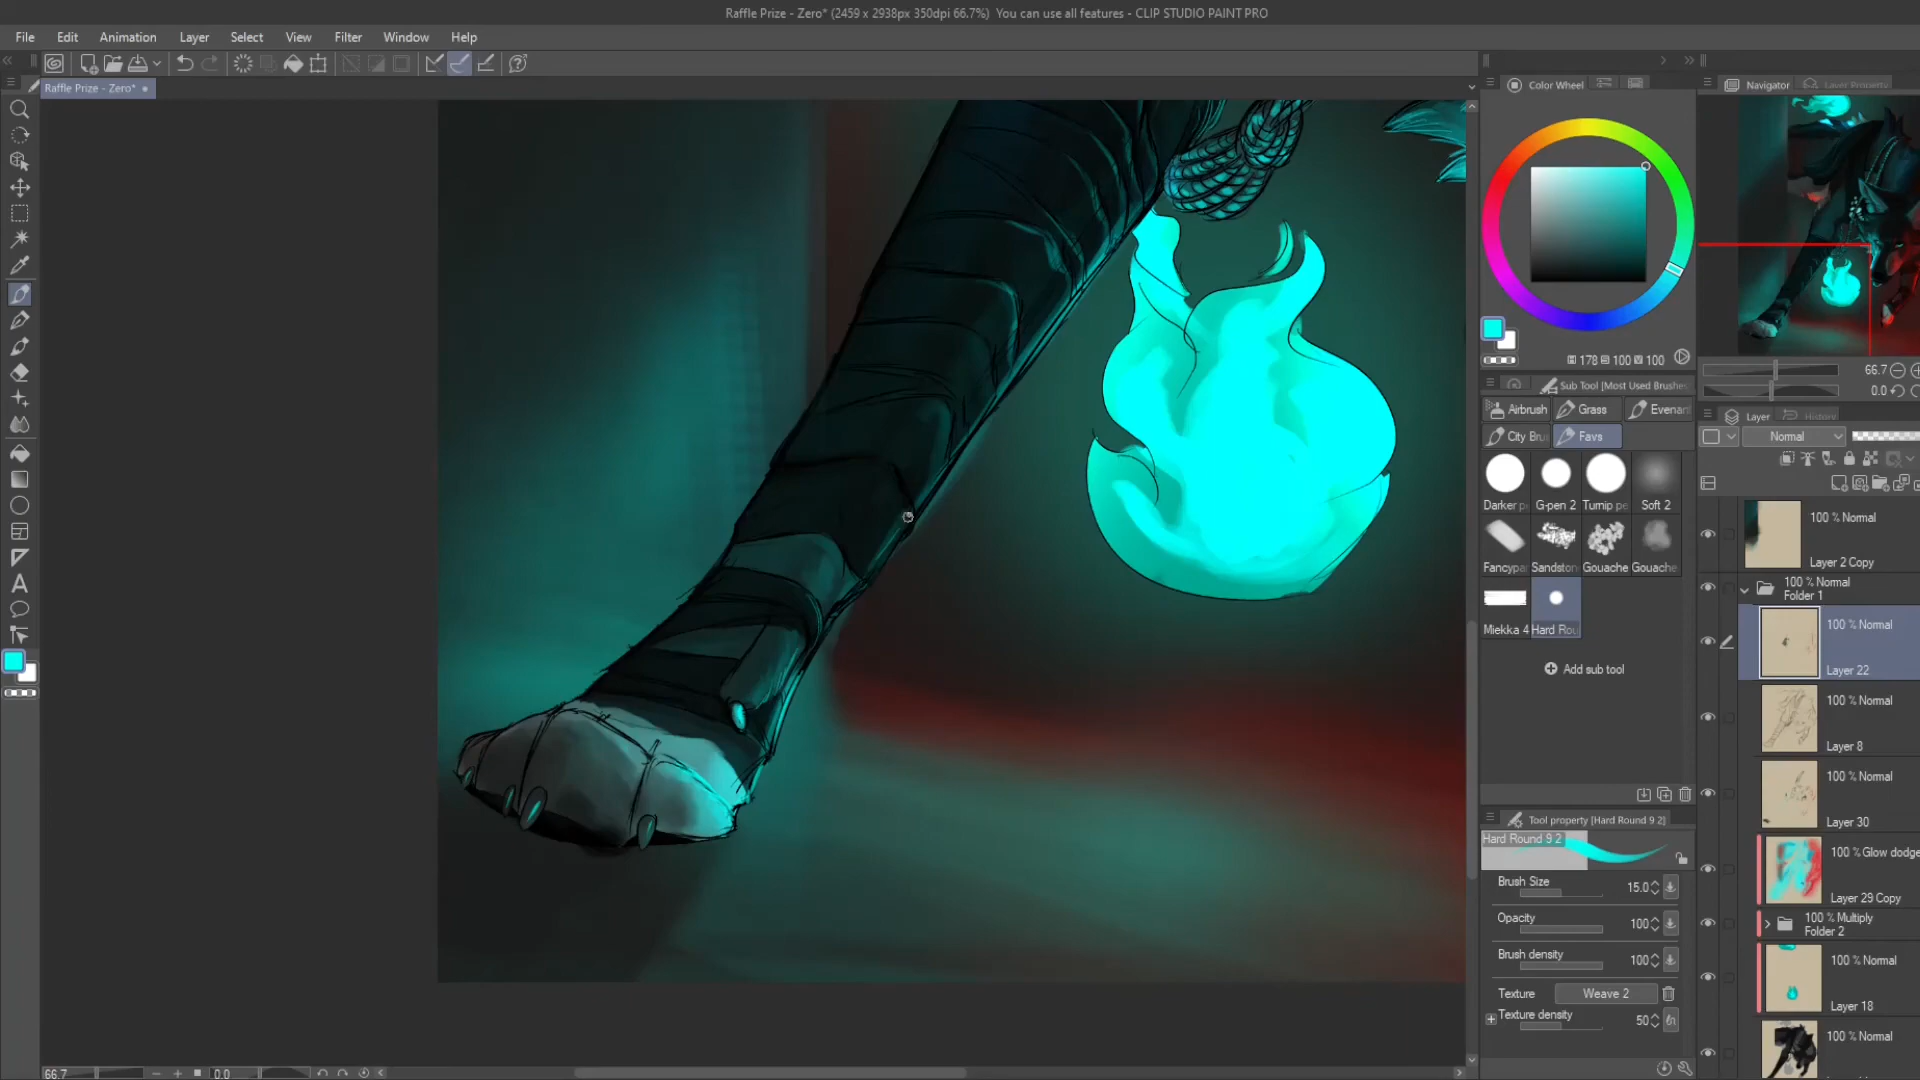 Raffle Prize - Zero* (2459 x 2938px 350dpi 66.7%)  You can use all features - CLIP STUDIO PAINT PRO
File Edit Animation Layer Select View Filter Window Help
Raffle Prize - Zero*
Color Wheel
178 100 100
Sub Tool [Most Used Brushe
Airbrush Grass Evenan
City Bru Favs
Darker p G-pen 2 Turnip pe Soft 2
Fancypa Sandston Gouache Gouache
Miekka 4 Hard Rou
Add sub tool
Tool property [Hard Round 9 2]
Hard Round 9 2
Brush Size 15.0
Opacity 100
Brush density 100
Texture Weave 2
Texture density 50
Navigator Layer Property
66.7
0.0
Layer History
Normal
100 % Normal
Layer 2 Copy
100 % Normal
Folder 1
100 % Normal
Layer 22
100 % Normal
Layer 8
100 % Normal
Layer 30
100 % Glow dodge
Layer 29 Copy
100 % Multiply
Folder 2
100 % Normal
Layer 18
100 % Normal
66.7 0.0